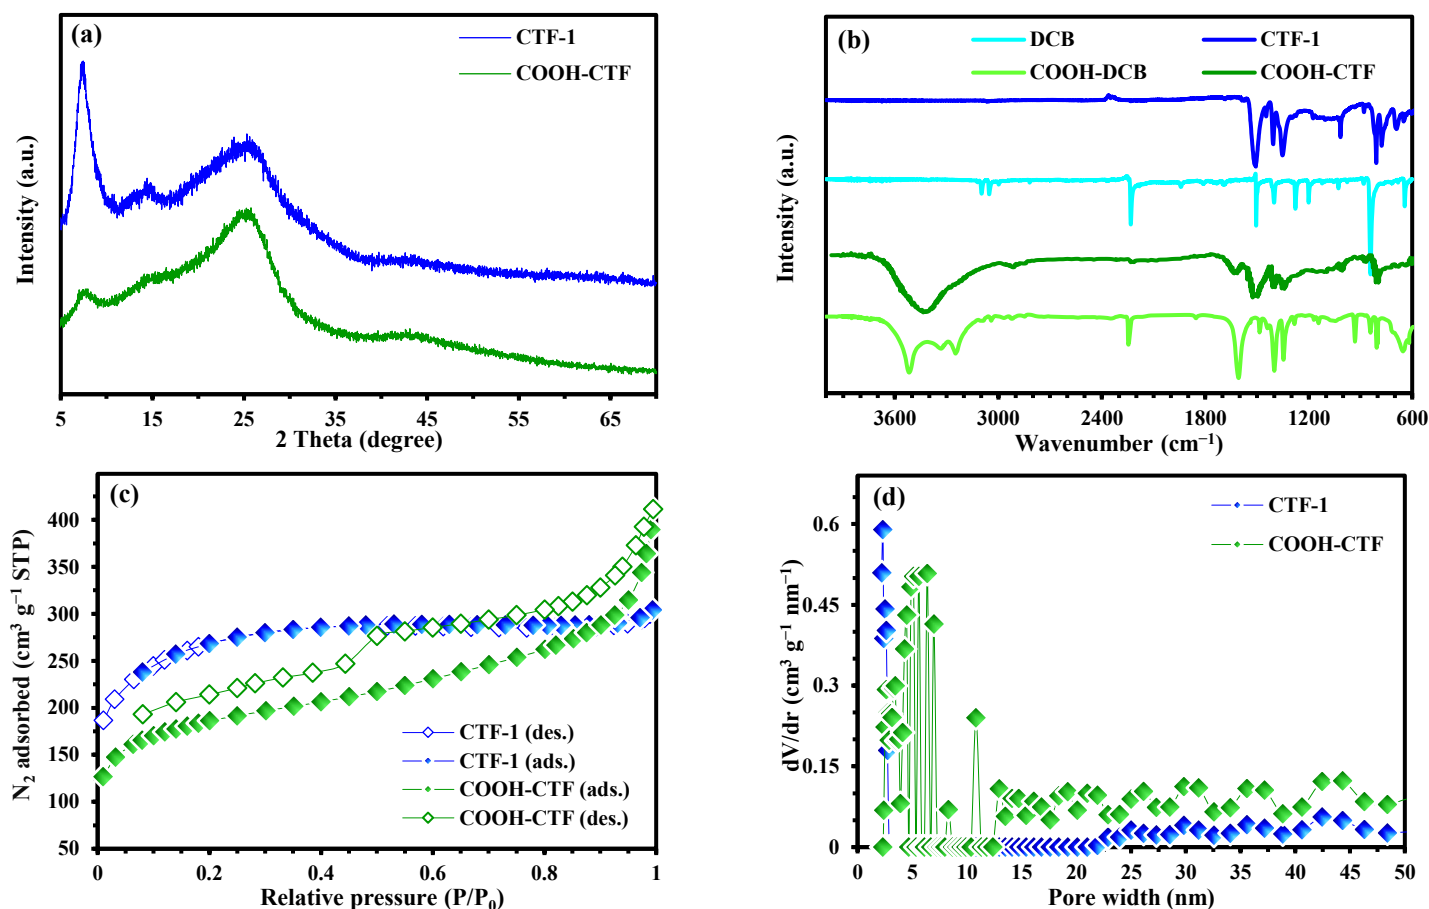 (a)
CTF-1
COOH-CTF
Intensity (a.u.)
5 15 25 35 45 55 65
2 Theta (degree)
(b)
DCB CTF-1
COOH-DCB COOH-CTF
Intensity (a.u.)
3600 3000 2400 1800 1200 600
Wavenumber (cm⁻¹)
(c)
N₂ adsorbed (cm³ g⁻¹ STP)
400
350
300
250
200
150
100
50
CTF-1 (des.)
CTF-1 (ads.)
COOH-CTF (ads.)
COOH-CTF (des.)
0 0.2 0.4 0.6 0.8 1
Relative pressure (P/P₀)
(d)
CTF-1
COOH-CTF
dV/dr (cm³ g⁻¹ nm⁻¹)
0.6
0.45
0.3
0.15
0
0 5 10 15 20 25 30 35 40 45 50
Pore width (nm)